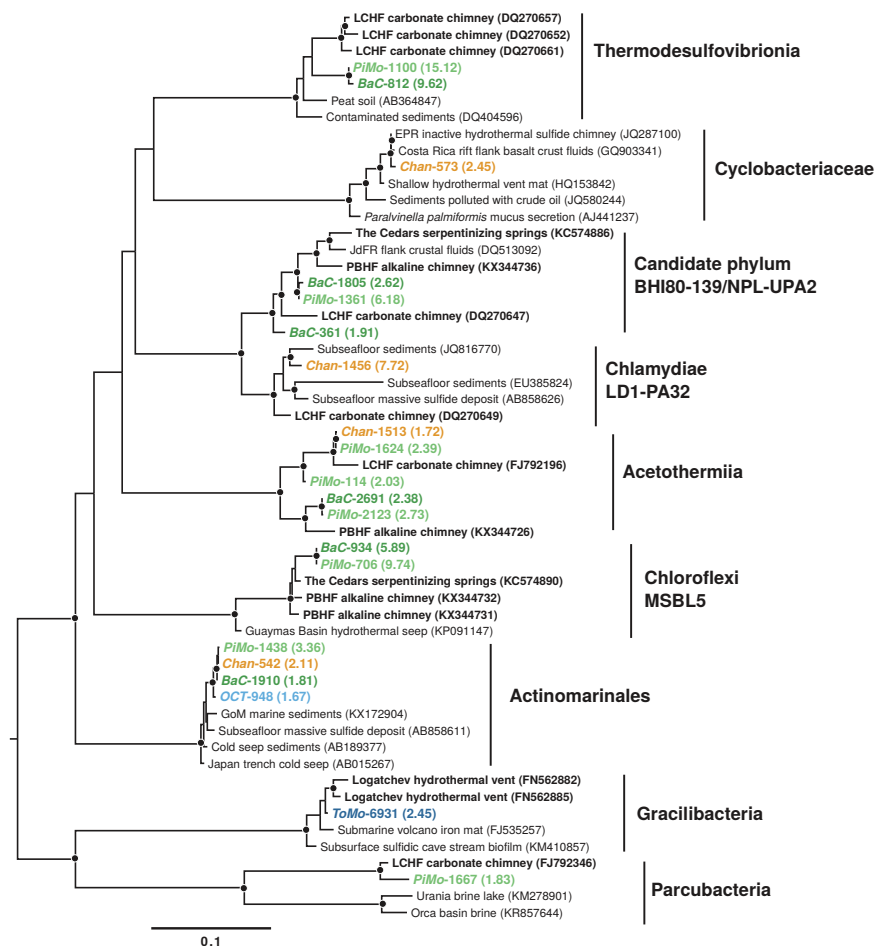 LCHF carbonate chimney (DQ270657)
LCHF carbonate chimney (DQ270652)
LCHF carbonate chimney (DQ270661)
PiMo-1100 (15.12)
BaC-812 (9.62)
Peat soil (AB364847)
Contaminated sediments (DQ404596)
Thermodesulfovibrionia
EPR inactive hydrothermal sulfide chimney (JQ287100)
Costa Rica rift flank basalt crust fluids (GQ903341)
Chan-573 (2.45)
Shallow hydrothermal vent mat (HQ153842)
Sediments polluted with crude oil (JQ580244)
Paralvinella palmiformis mucus secretion (AJ441237)
Cyclobacteriaceae
The Cedars serpentinizing springs (KC574886)
JdFR flank crustal fluids (DQ513092)
PBHF alkaline chimney (KX344736)
BaC-1805 (2.62)
PiMo-1361 (6.18)
LCHF carbonate chimney (DQ270647)
BaC-361 (1.91)
Candidate phylum
BHI80-139/NPL-UPA2
Subseafloor sediments (JQ816770)
Chan-1456 (7.72)
Subseafloor sediments (EU385824)
Subseafloor massive sulfide deposit (AB858626)
LCHF carbonate chimney (DQ270649)
Chlamydiae
LD1-PA32
Chan-1513 (1.72)
PiMo-1624 (2.39)
LCHF carbonate chimney (FJ792196)
PiMo-114 (2.03)
BaC-2691 (2.38)
PiMo-2123 (2.73)
PBHF alkaline chimney (KX344726)
Acetothermiia
BaC-934 (5.89)
PiMo-706 (9.74)
The Cedars serpentinizing springs (KC574890)
PBHF alkaline chimney (KX344732)
PBHF alkaline chimney (KX344731)
Guaymas Basin hydrothermal seep (KP091147)
Chloroflexi
MSBL5
PiMo-1438 (3.36)
Chan-542 (2.11)
BaC-1910 (1.81)
OCT-948 (1.67)
GoM marine sediments (KX172904)
Subseafloor massive sulfide deposit (AB858611)
Cold seep sediments (AB189377)
Japan trench cold seep (AB015267)
Actinomarinales
Logatchev hydrothermal vent (FN562882)
Logatchev hydrothermal vent (FN562885)
ToMo-6931 (2.45)
Submarine volcano iron mat (FJ535257)
Subsurface sulfidic cave stream biofilm (KM410857)
Gracilibacteria
LCHF carbonate chimney (FJ792346)
PiMo-1667 (1.83)
Urania brine lake (KM278901)
Orca basin brine (KR857644)
Parcubacteria
0.1